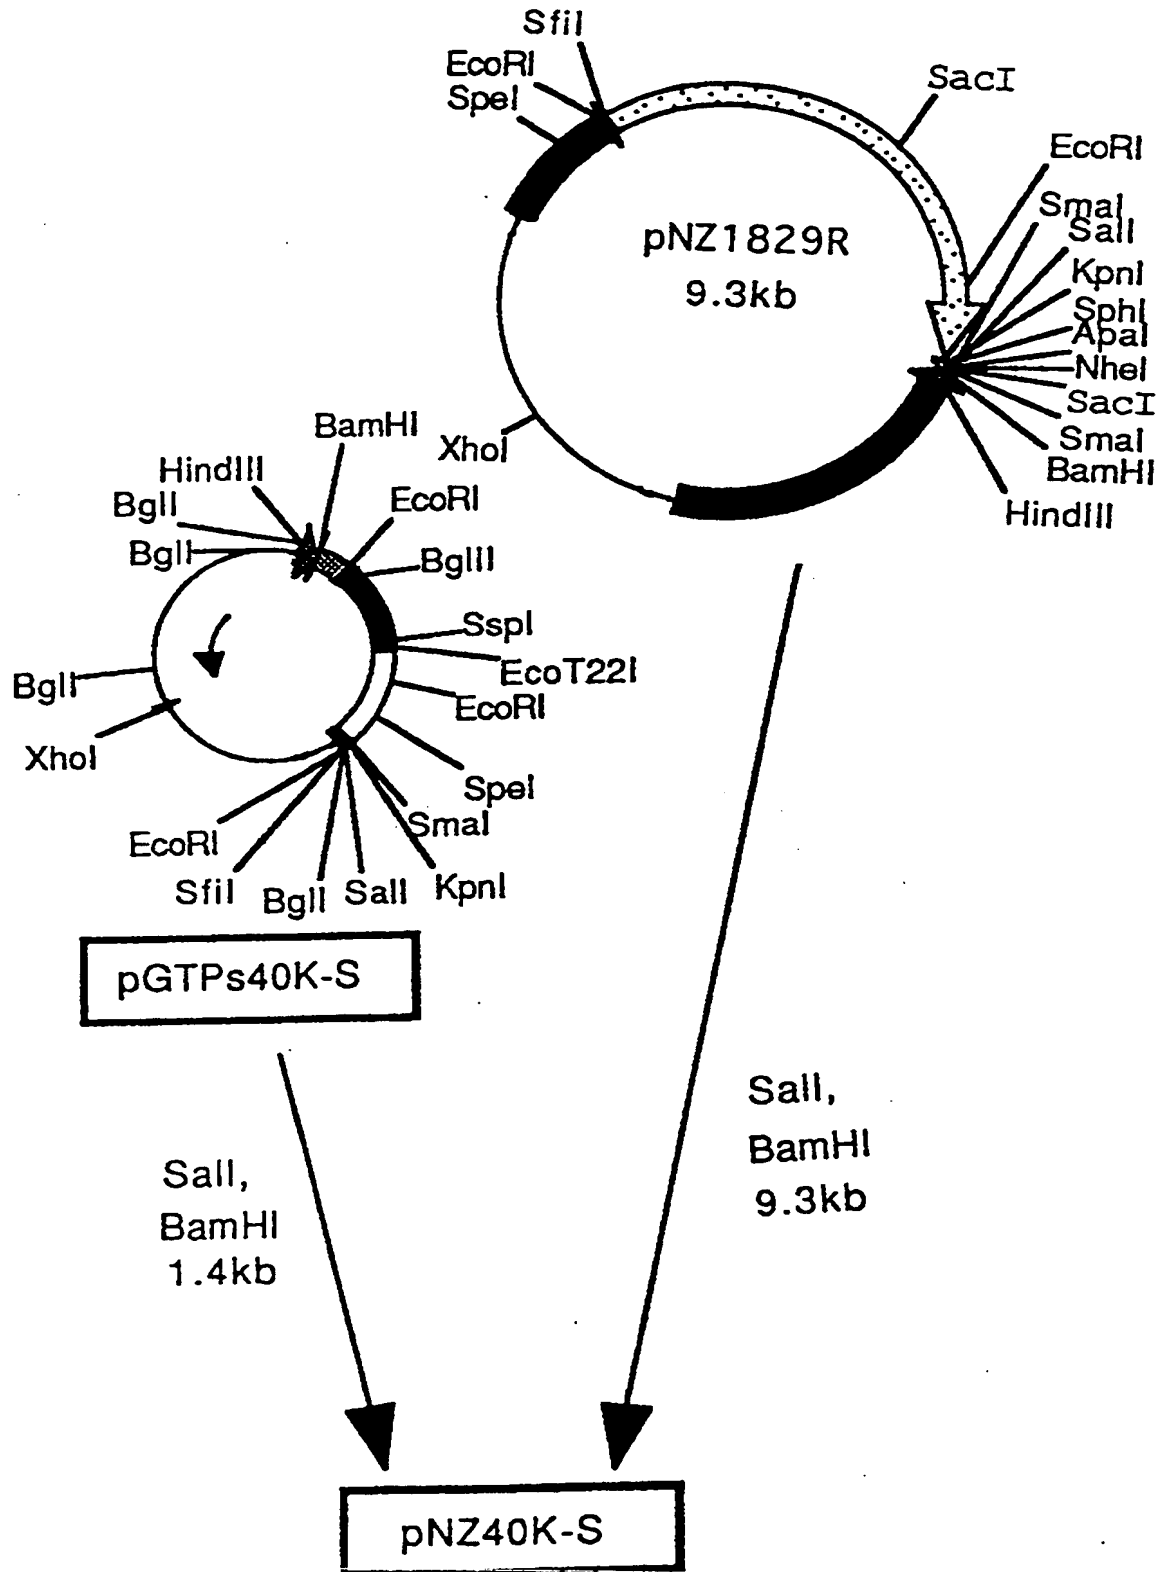 SfiI
EcoRI
SpeI
SacI
EcoRI
SmaI
SalI
KpnI
SphI
ApaI
NheI
SacI
SmaI
BamHI
HindIII
XhoI
pNZ1829R
9.3kb
BamHI
HindIII
BglI
BglI
EcoRI
BglII
SspI
EcoT22I
EcoRI
BglI
XhoI
SpeI
SmaI
EcoRI
SfiI
BglI
SalI
KpnI
pGTPs40K-S
SalI,
BamHI
9.3kb
SalI,
BamHI
1.4kb
pNZ40K-S